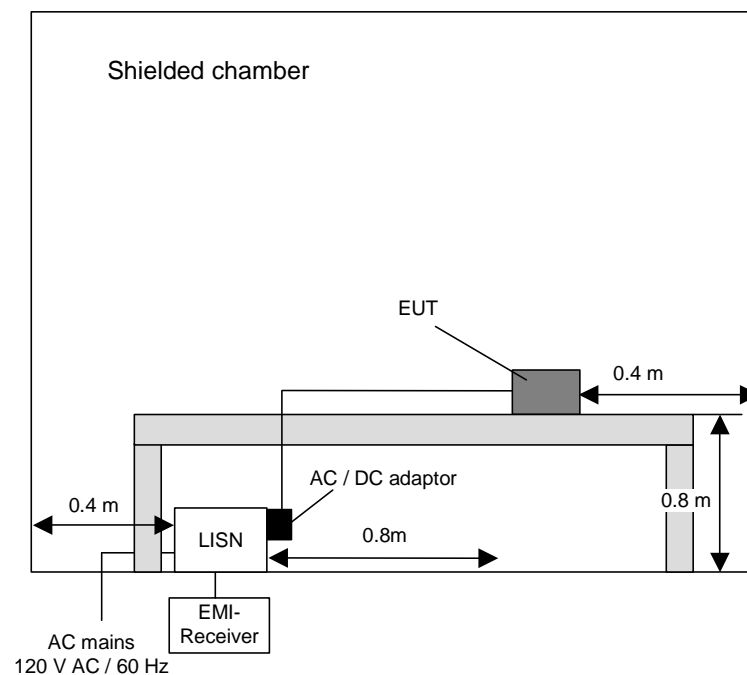 Shielded chamber
EUT
0.4 m
AC / DC adaptor
0.4 m
0.8 m
LISN
0.8m
EMI-
Receiver
AC mains
120 V AC / 60 Hz